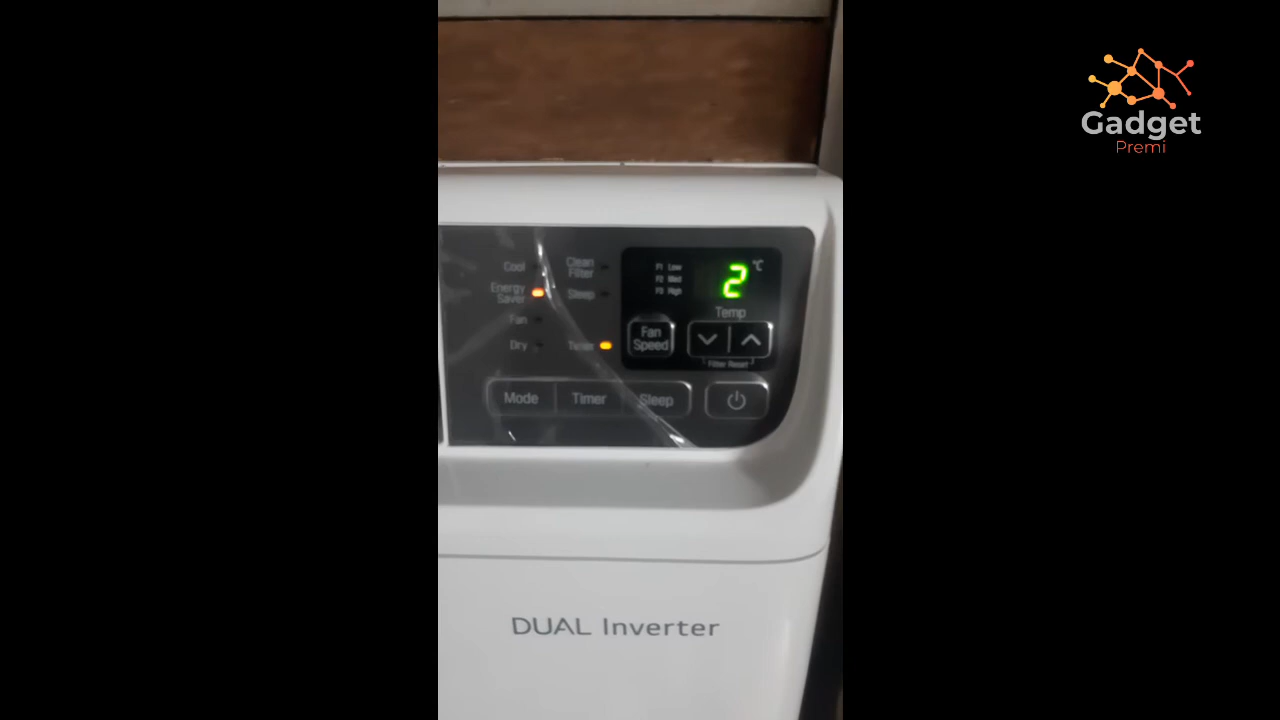 Gadget
Premi
Cool
Clean
Filter
Energy
Saver
Sleep
Fan
Dry
Timer
F1 Low
F2 Med
F3 High
2 °C
Temp
Fan
Speed
Filter Reset
Mode
Timer
Sleep
DUAL Inverter